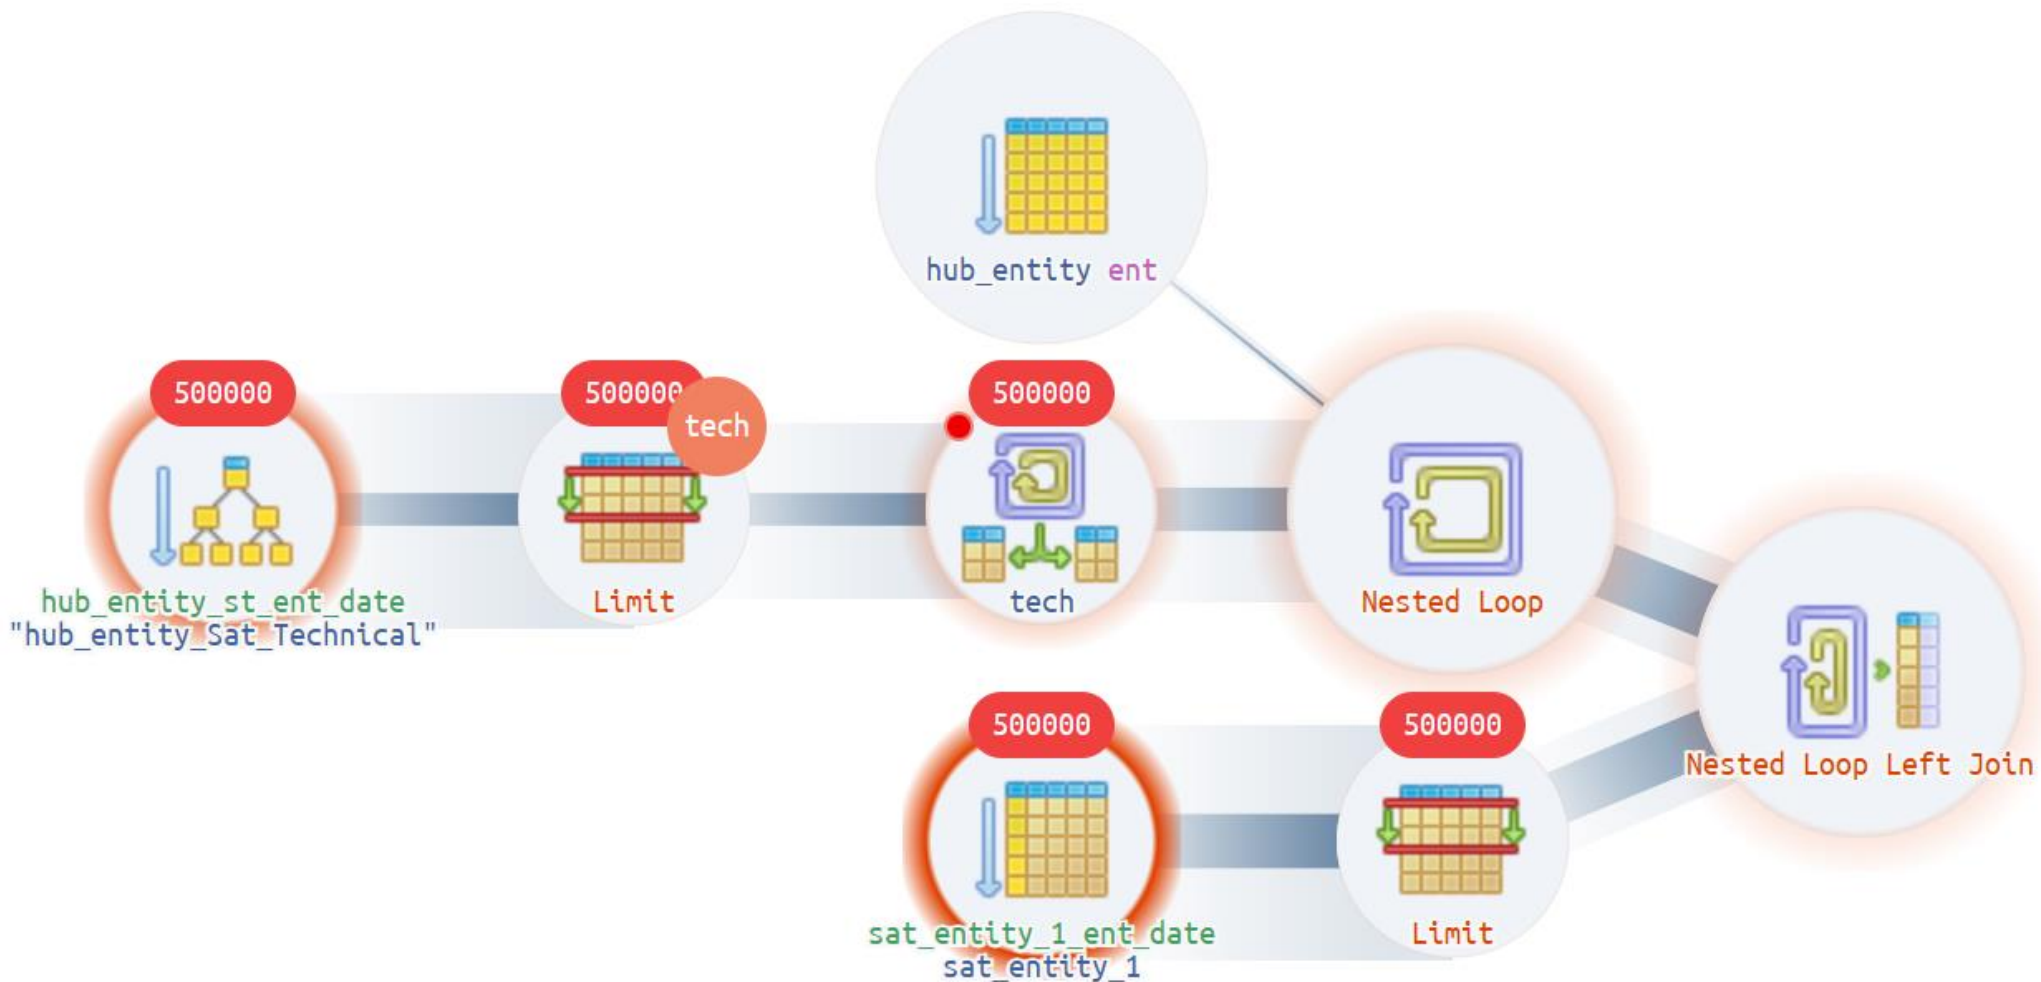 hub_entity ent
500000
500000
tech
500000
hub_entity_st_ent_date
"hub_entity_Sat_Technical"
Limit
tech
Nested Loop
500000
500000
Nested Loop Left Join
sat_entity_1_ent_date
sat_entity_1
Limit